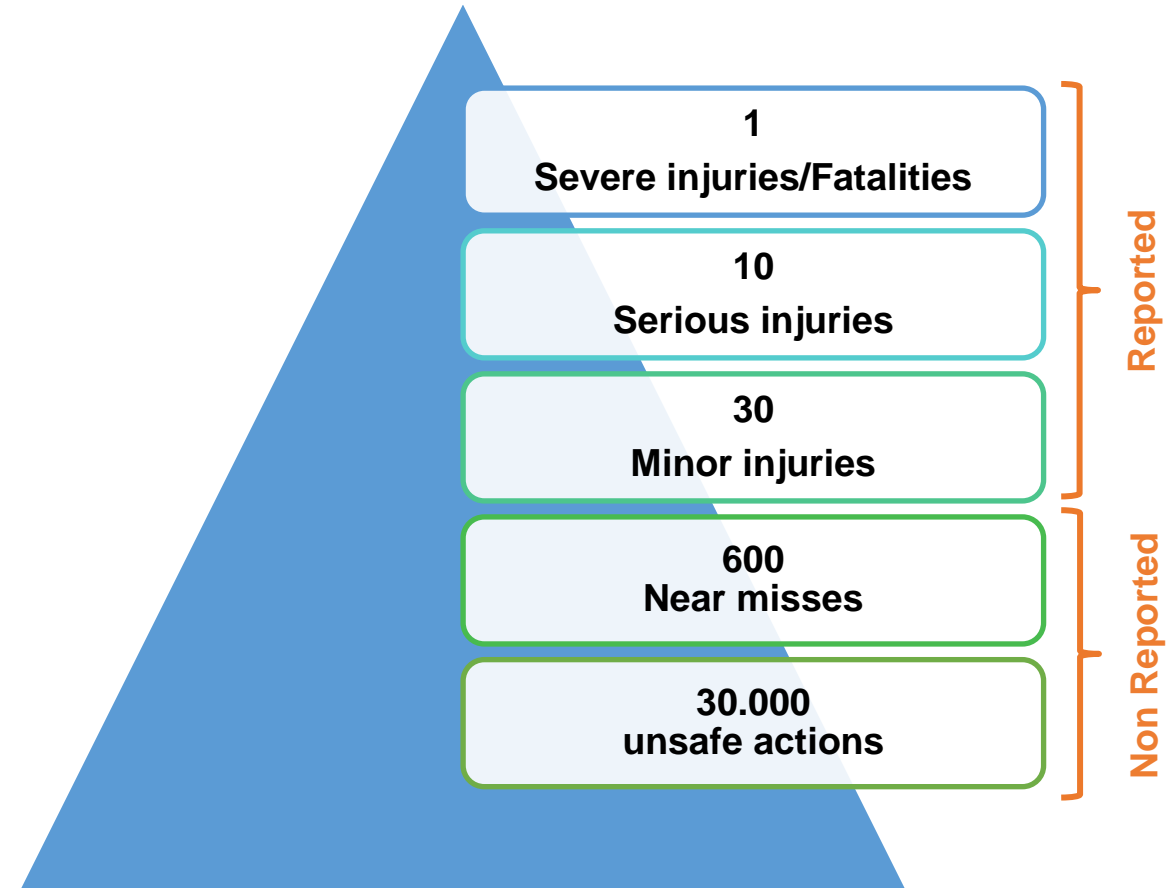 1
Severe injuries/Fatalities
10
Serious injuries
30
Minor injuries
Reported
600
Near misses
30.000
unsafe actions
Non Reported